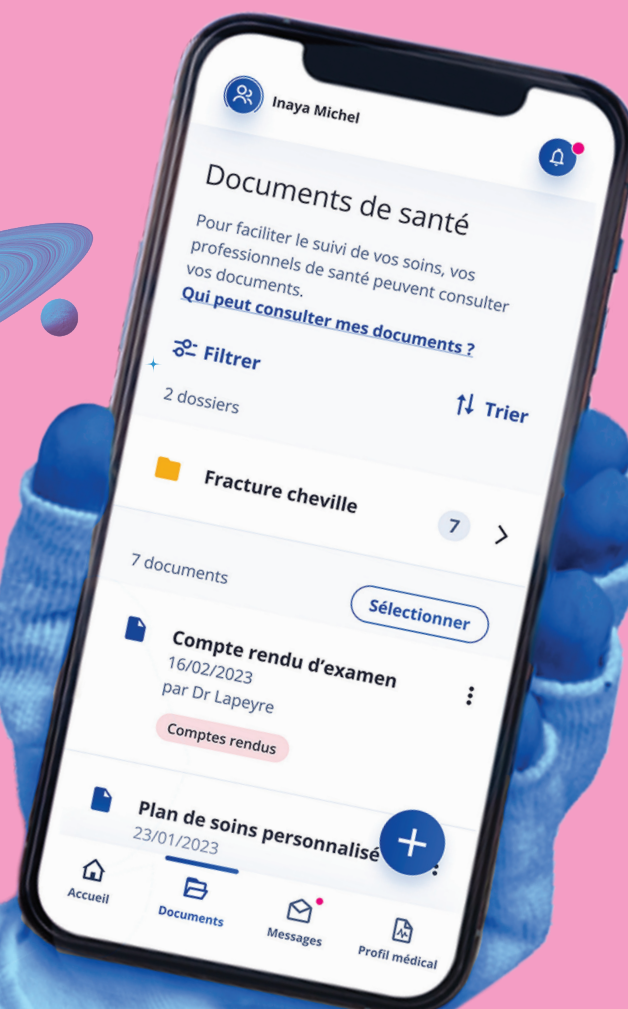 Inaya Michel
Documents de santé
Pour faciliter le suivi de vos soins, vos
professionnels de santé peuvent consulter
vos documents.
Qui peut consulter mes documents ?
Filtrer
Trier
2 dossiers
Fracture cheville
7
7 documents
Sélectionner
Compte rendu d’examen
16/02/2023
par Dr Lapeyre
Comptes rendus
Plan de soins personnalisé
23/01/2023
Accueil
Documents
Messages
Profil médical